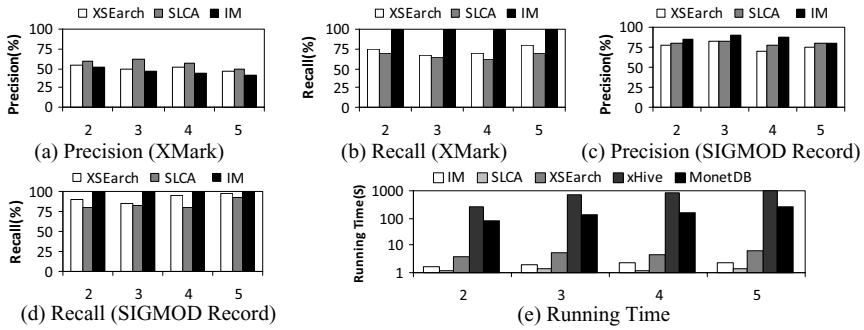 XSEarch SLCA IM
Precision(%)
100
75
50
25
0
2 3 4 5
(a) Precision (XMark)
XSEarch SLCA IM
Recall(%)
100
75
50
25
0
2 3 4 5
(b) Recall (XMark)
XSEarch SLCA IM
Precision(%)
100
75
50
25
0
2 3 4 5
(c) Precision (SIGMOD Record)
XSEarch SLCA IM
Recall(%)
100
75
50
25
0
2 3 4 5
(d) Recall (SIGMOD Record)
IM SLCA XSEarch xHive MonetDB
Running Time(S)
1000
100
10
1
2 3 4 5
(e) Running Time